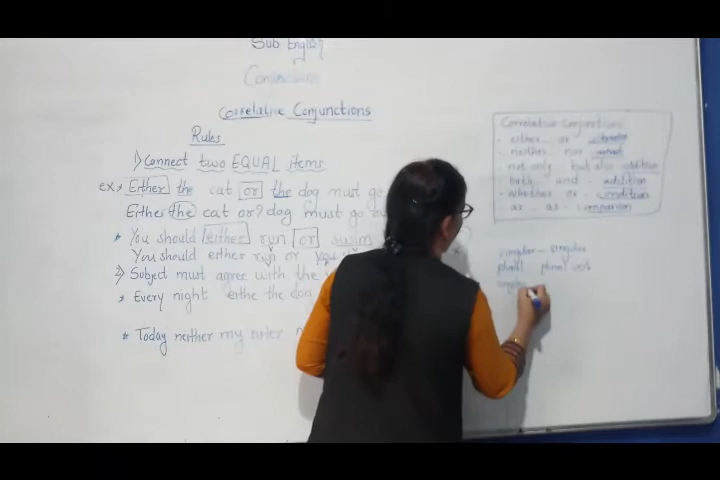 Sub English
Correlative Conjunctions
Rules
1) Connect two EQUAL items
Ex→ Either the cat or the dog must go
Either the cat or? dog must go
* You should either run or swim
You should either run or you
2) Subject must agree with the
* Every night eithe the dog
* Today neither my sister
Correlative Conjunctions
- either - or -
- neither nor
not only but also addition
both - and - addition
- whether or - condition
as - as - comparison
singular - singular
plural plural verb